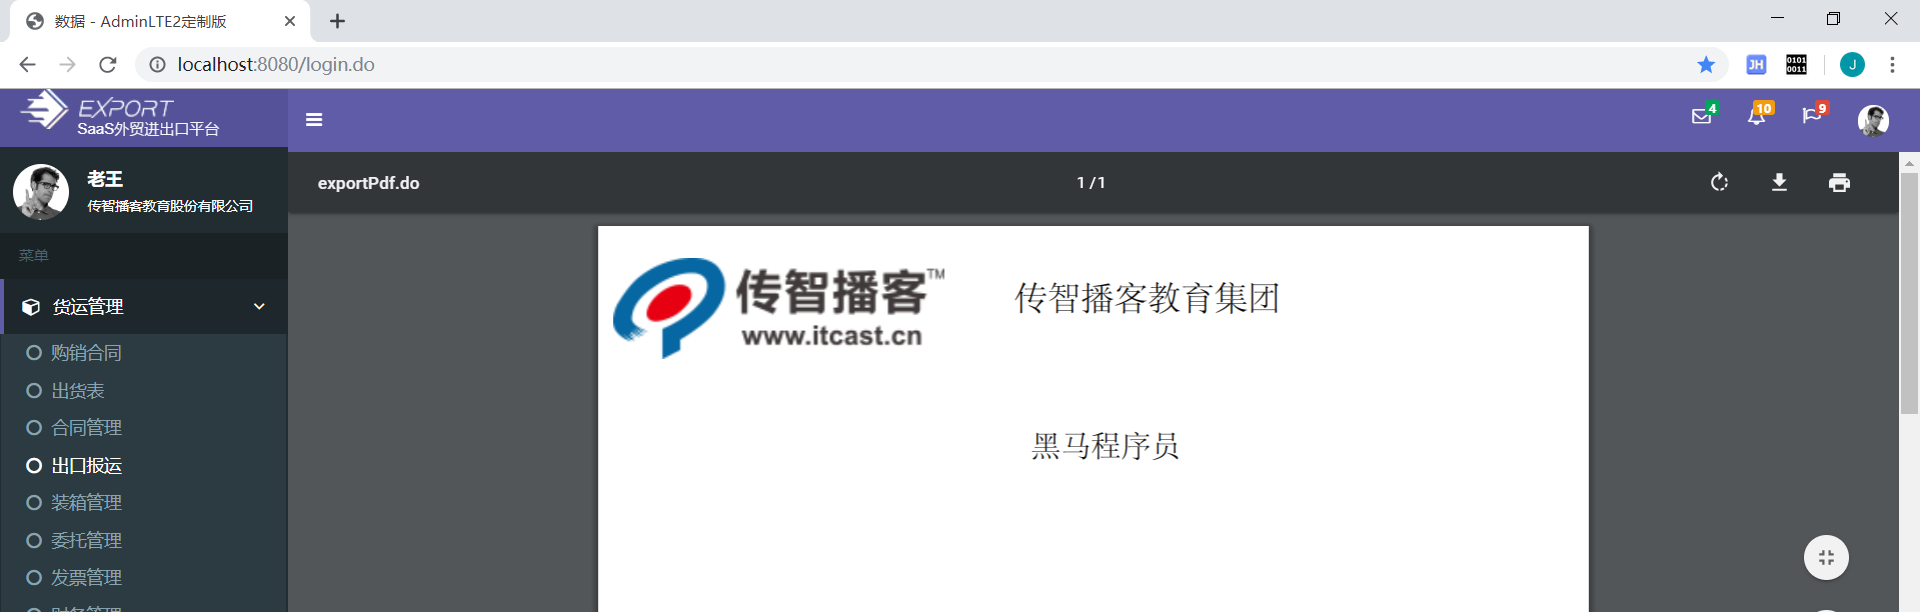 数据 - AdminLTE2定制版
localhost:8080/login.do
JH
0101
0011
J
EXPORT
SaaS外贸进出口平台
4
10
9
老王
传智播客教育股份有限公司
菜单
货运管理
购销合同
出货表
合同管理
出口报运
装箱管理
委托管理
发票管理
exportPdf.do
1 / 1
传智播客™
www.itcast.cn
传智播客教育集团
黑马程序员